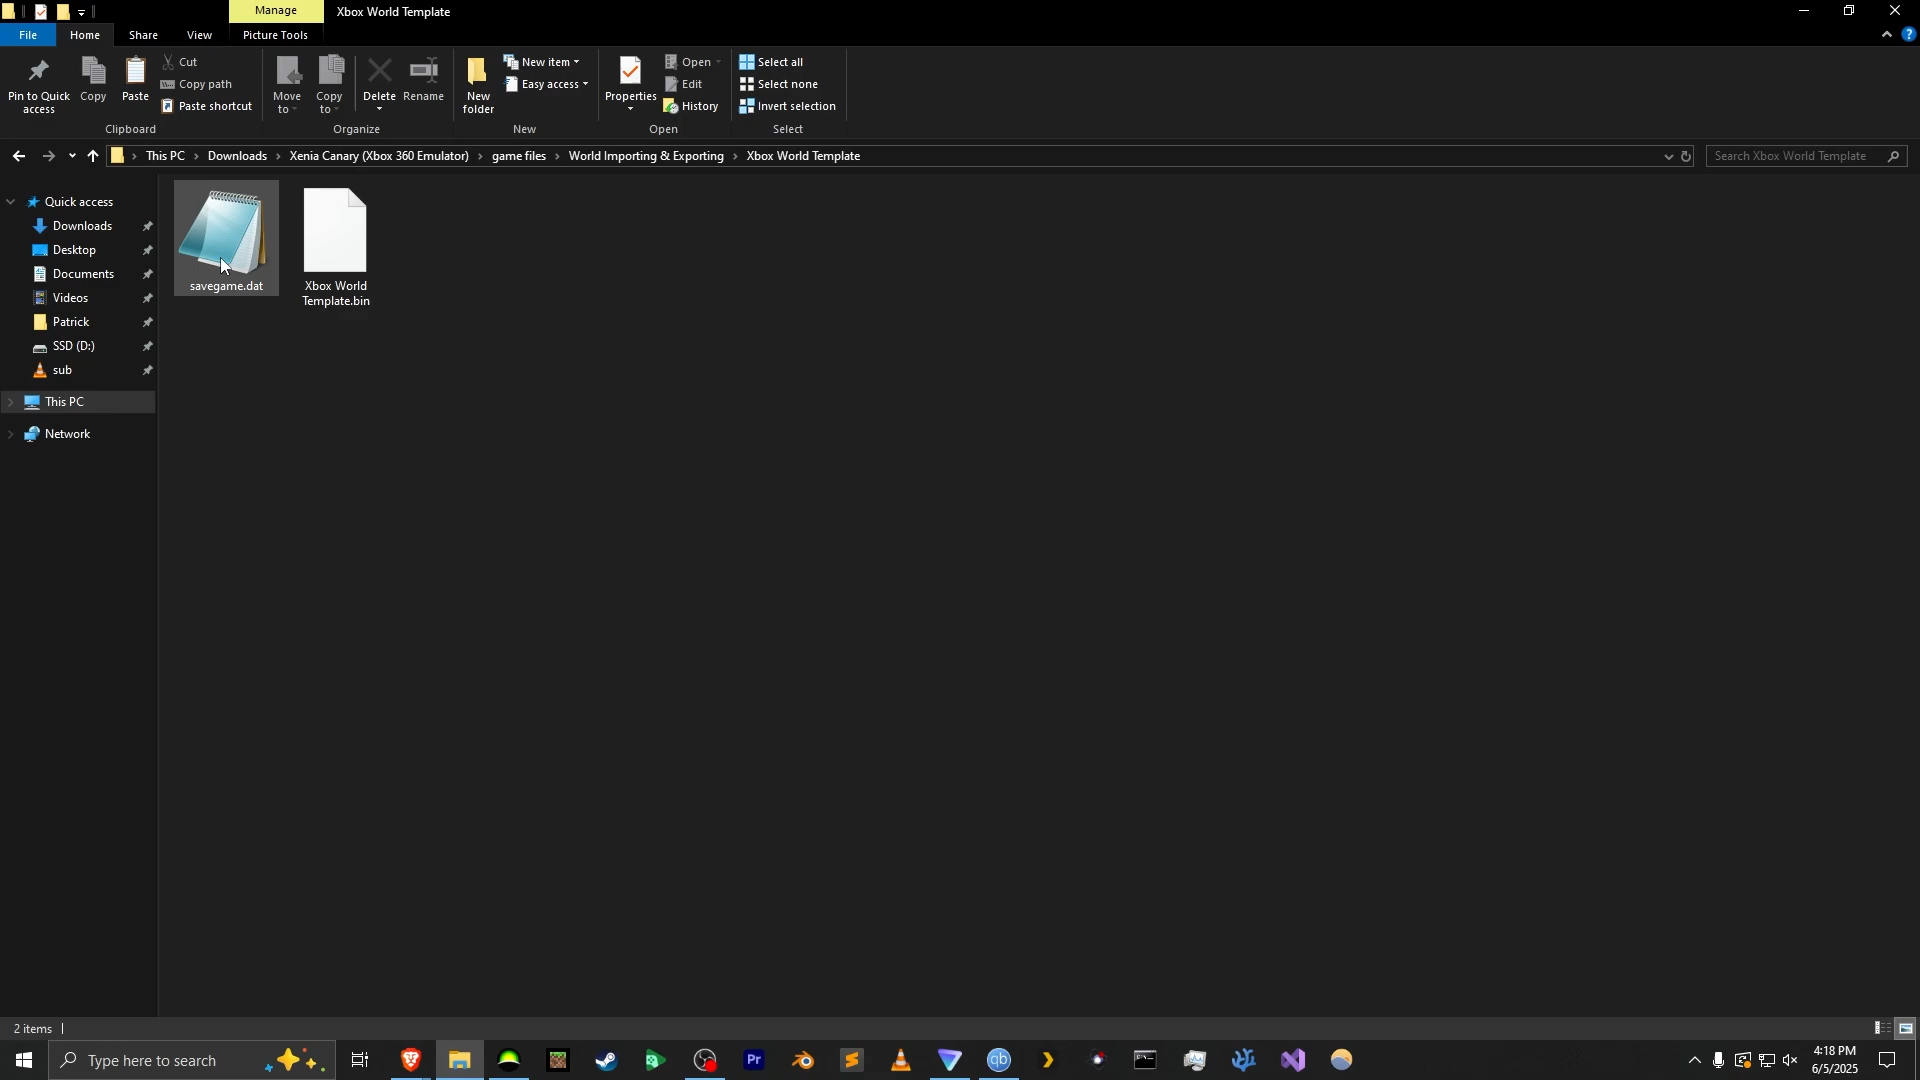 Manage
Xbox World Template
File
Home
Share
View
Picture Tools
Pin to Quick
access
Copy
Paste
Cut
Copy path
Paste shortcut
Clipboard
Move
to
Copy
to
Delete
Rename
Organize
New
folder
New item
Easy access
New
Properties
Open
Edit
History
Open
Select all
Select none
Invert selection
Select
This PC > Downloads > Xenia Canary (Xbox 360 Emulator) > game files > World Importing & Exporting > Xbox World Template
Search Xbox World Template
Quick access
Downloads
Desktop
Documents
Videos
Patrick
SSD (D:)
sub
This PC
Network
savegame.dat
Xbox World
Template.bin
2 items
Type here to search
Pr
qb
4:18 PM
6/5/2025